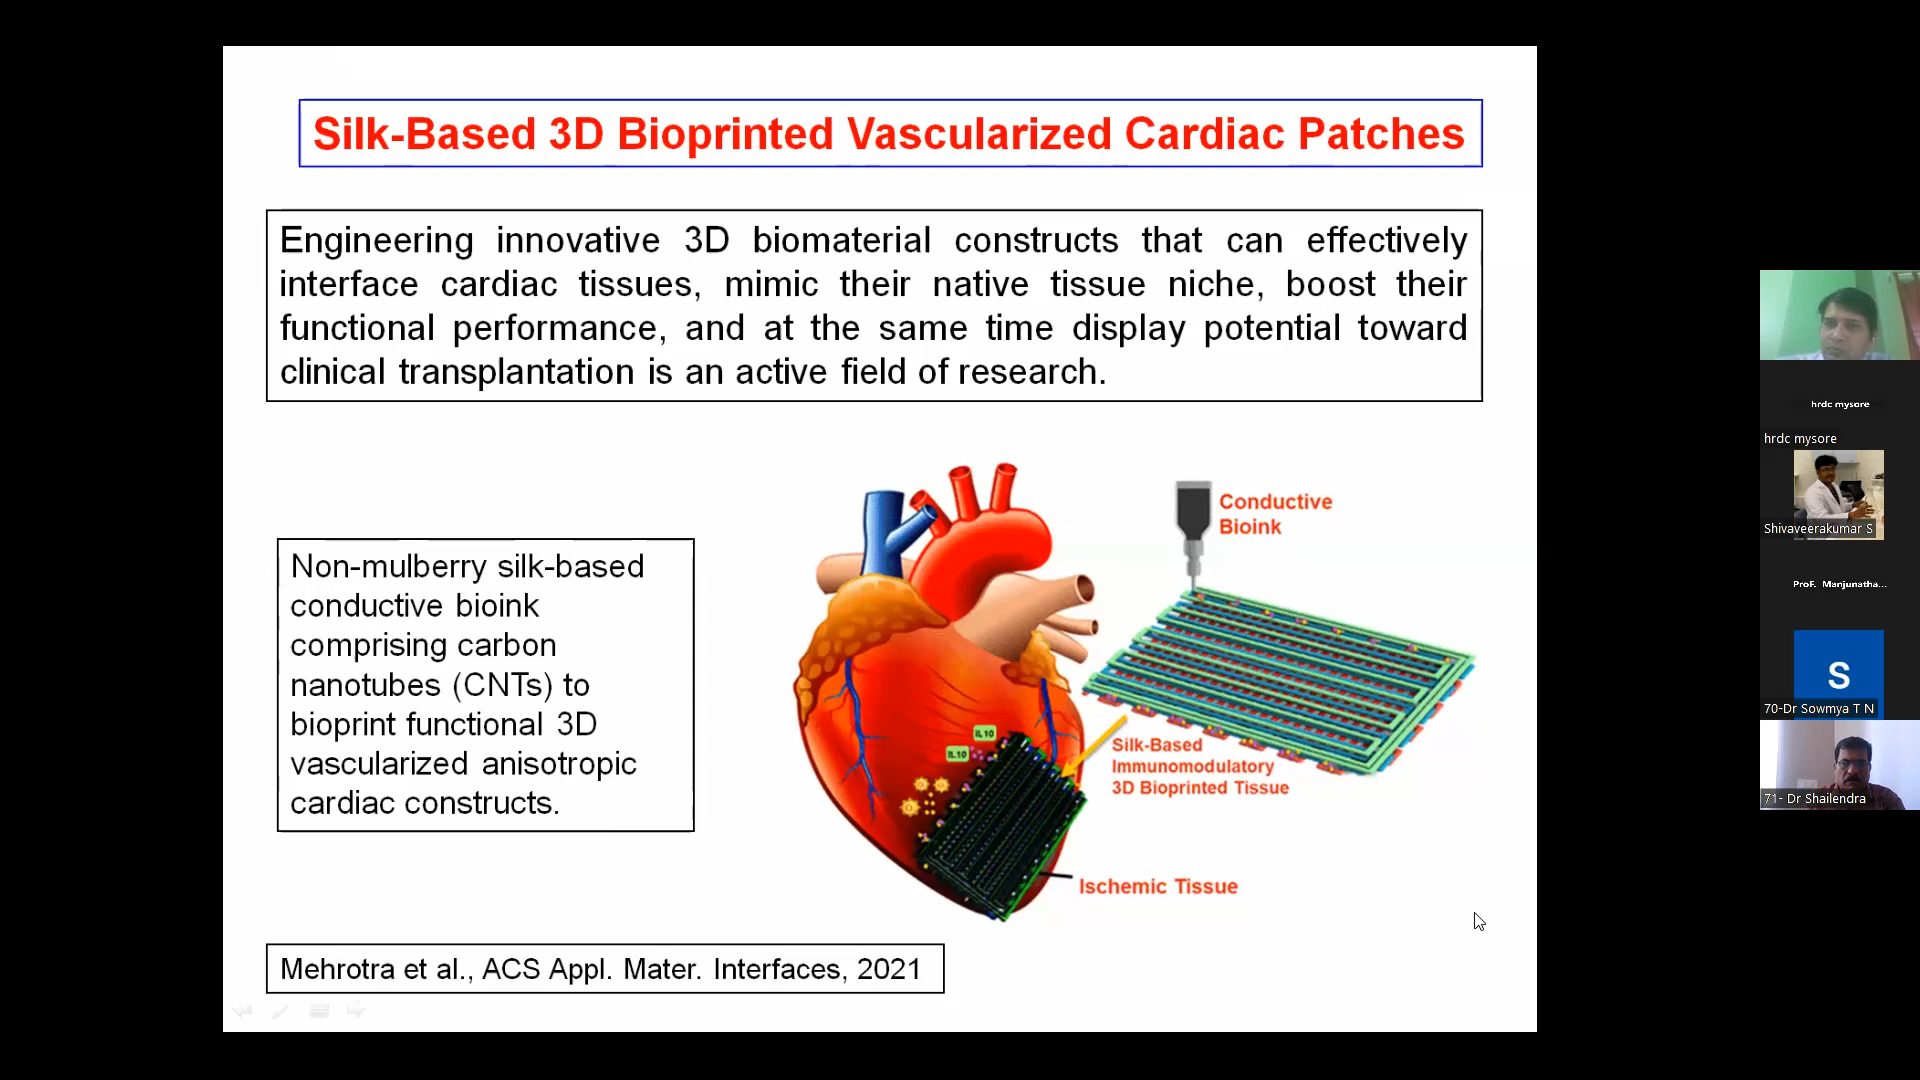 Silk-Based 3D Bioprinted Vascularized Cardiac Patches
Engineering innovative 3D biomaterial constructs that can effectively
interface cardiac tissues, mimic their native tissue niche, boost their
functional performance, and at the same time display potential toward
clinical transplantation is an active field of research.
Non-mulberry silk-based
conductive bioink
comprising carbon
nanotubes (CNTs) to
bioprint functional 3D
vascularized anisotropic
cardiac constructs.
Conductive
Bioink
IL10
IL10
Silk-Based
Immunomodulatory
3D Bioprinted Tissue
Ischemic Tissue
Mehrotra et al., ACS Appl. Mater. Interfaces, 2021
hrdc mysore
hrdc mysore
Shivaveerakumar S
ProF. Manjunatha...
S
70-Dr Sowmya T N
71- Dr Shailendra